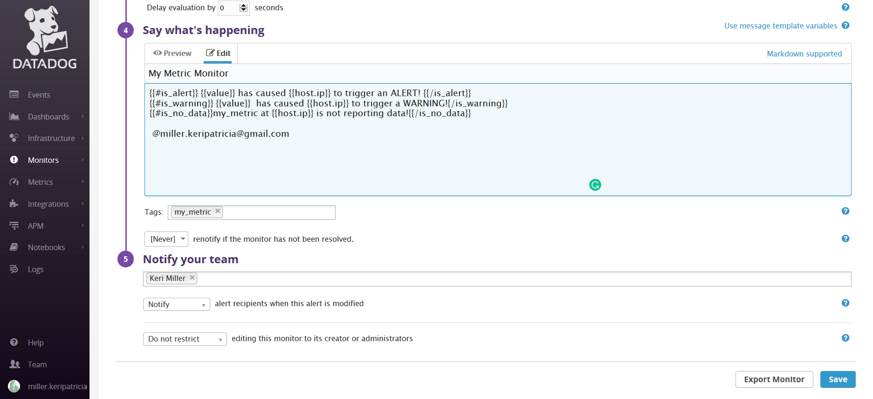 Delay evaluation by 0 seconds
4 Say what's happening
Use message template variables
Preview Edit
Markdown supported
My Metric Monitor
{{#is_alert}} {{value}} has caused {{host.ip}} to trigger an ALERT! {{/is_alert}}
{{#is_warning}} {{value}}  has caused {{host.ip}} to trigger a WARNING!{/is_warning}}
{{#is_no_data}}my_metric at {{host.ip}} is not reporting data!{{/is_no_data}}
@miller.keripatricia@gmail.com
Tags: my_metric ×
[Never] renotify if the monitor has not been resolved.
5 Notify your team
Keri Miller ×
Notify alert recipients when this alert is modified
Do not restrict editing this monitor to its creator or administrators
Export Monitor Save
DATADOG
Events
Dashboards
Infrastructure
Monitors
Metrics
Integrations
APM
Notebooks
Logs
Help
Team
miller.keripatricia